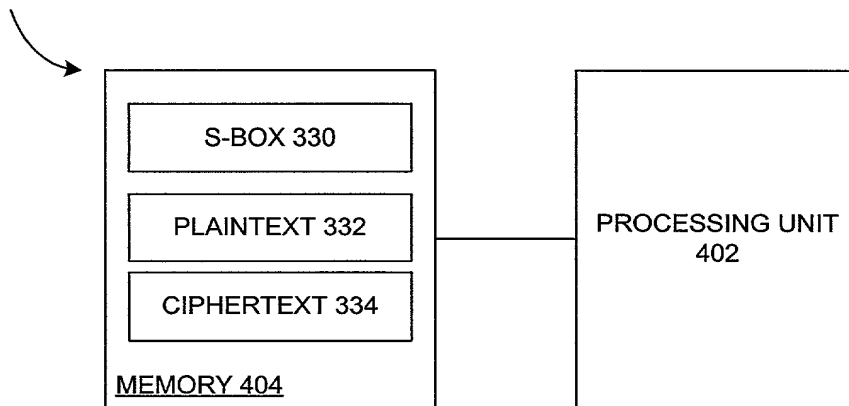 S-BOX 330
PLAINTEXT 332
CIPHERTEXT 334
MEMORY 404
PROCESSING UNIT
402